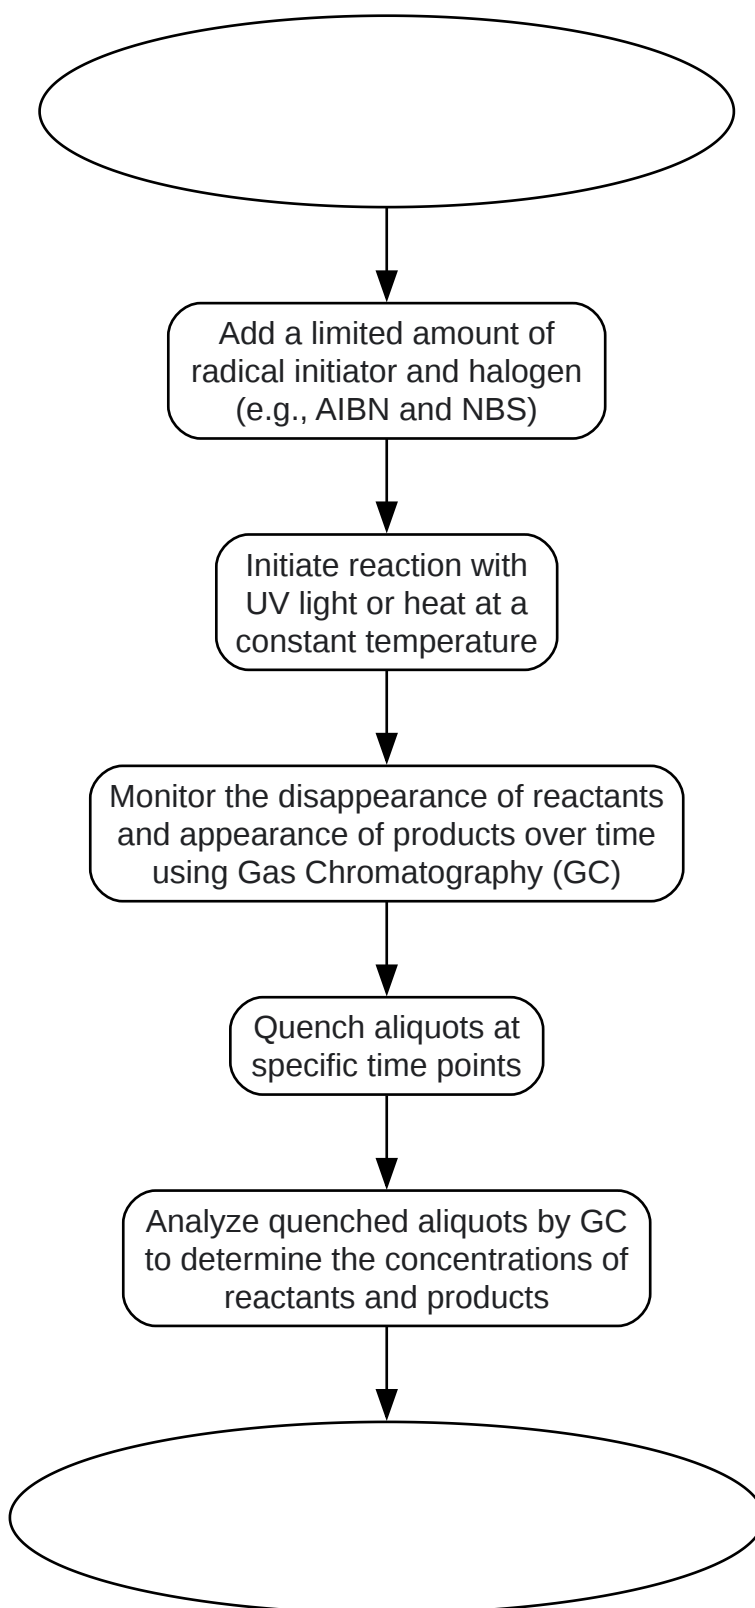 Add a limited amount of
radical initiator and halogen
(e.g., AIBN and NBS)
Initiate reaction with
UV light or heat at a
constant temperature
Monitor the disappearance of reactants
and appearance of products over time
using Gas Chromatography (GC)
Quench aliquots at
specific time points
Analyze quenched aliquots by GC
to determine the concentrations of
reactants and products